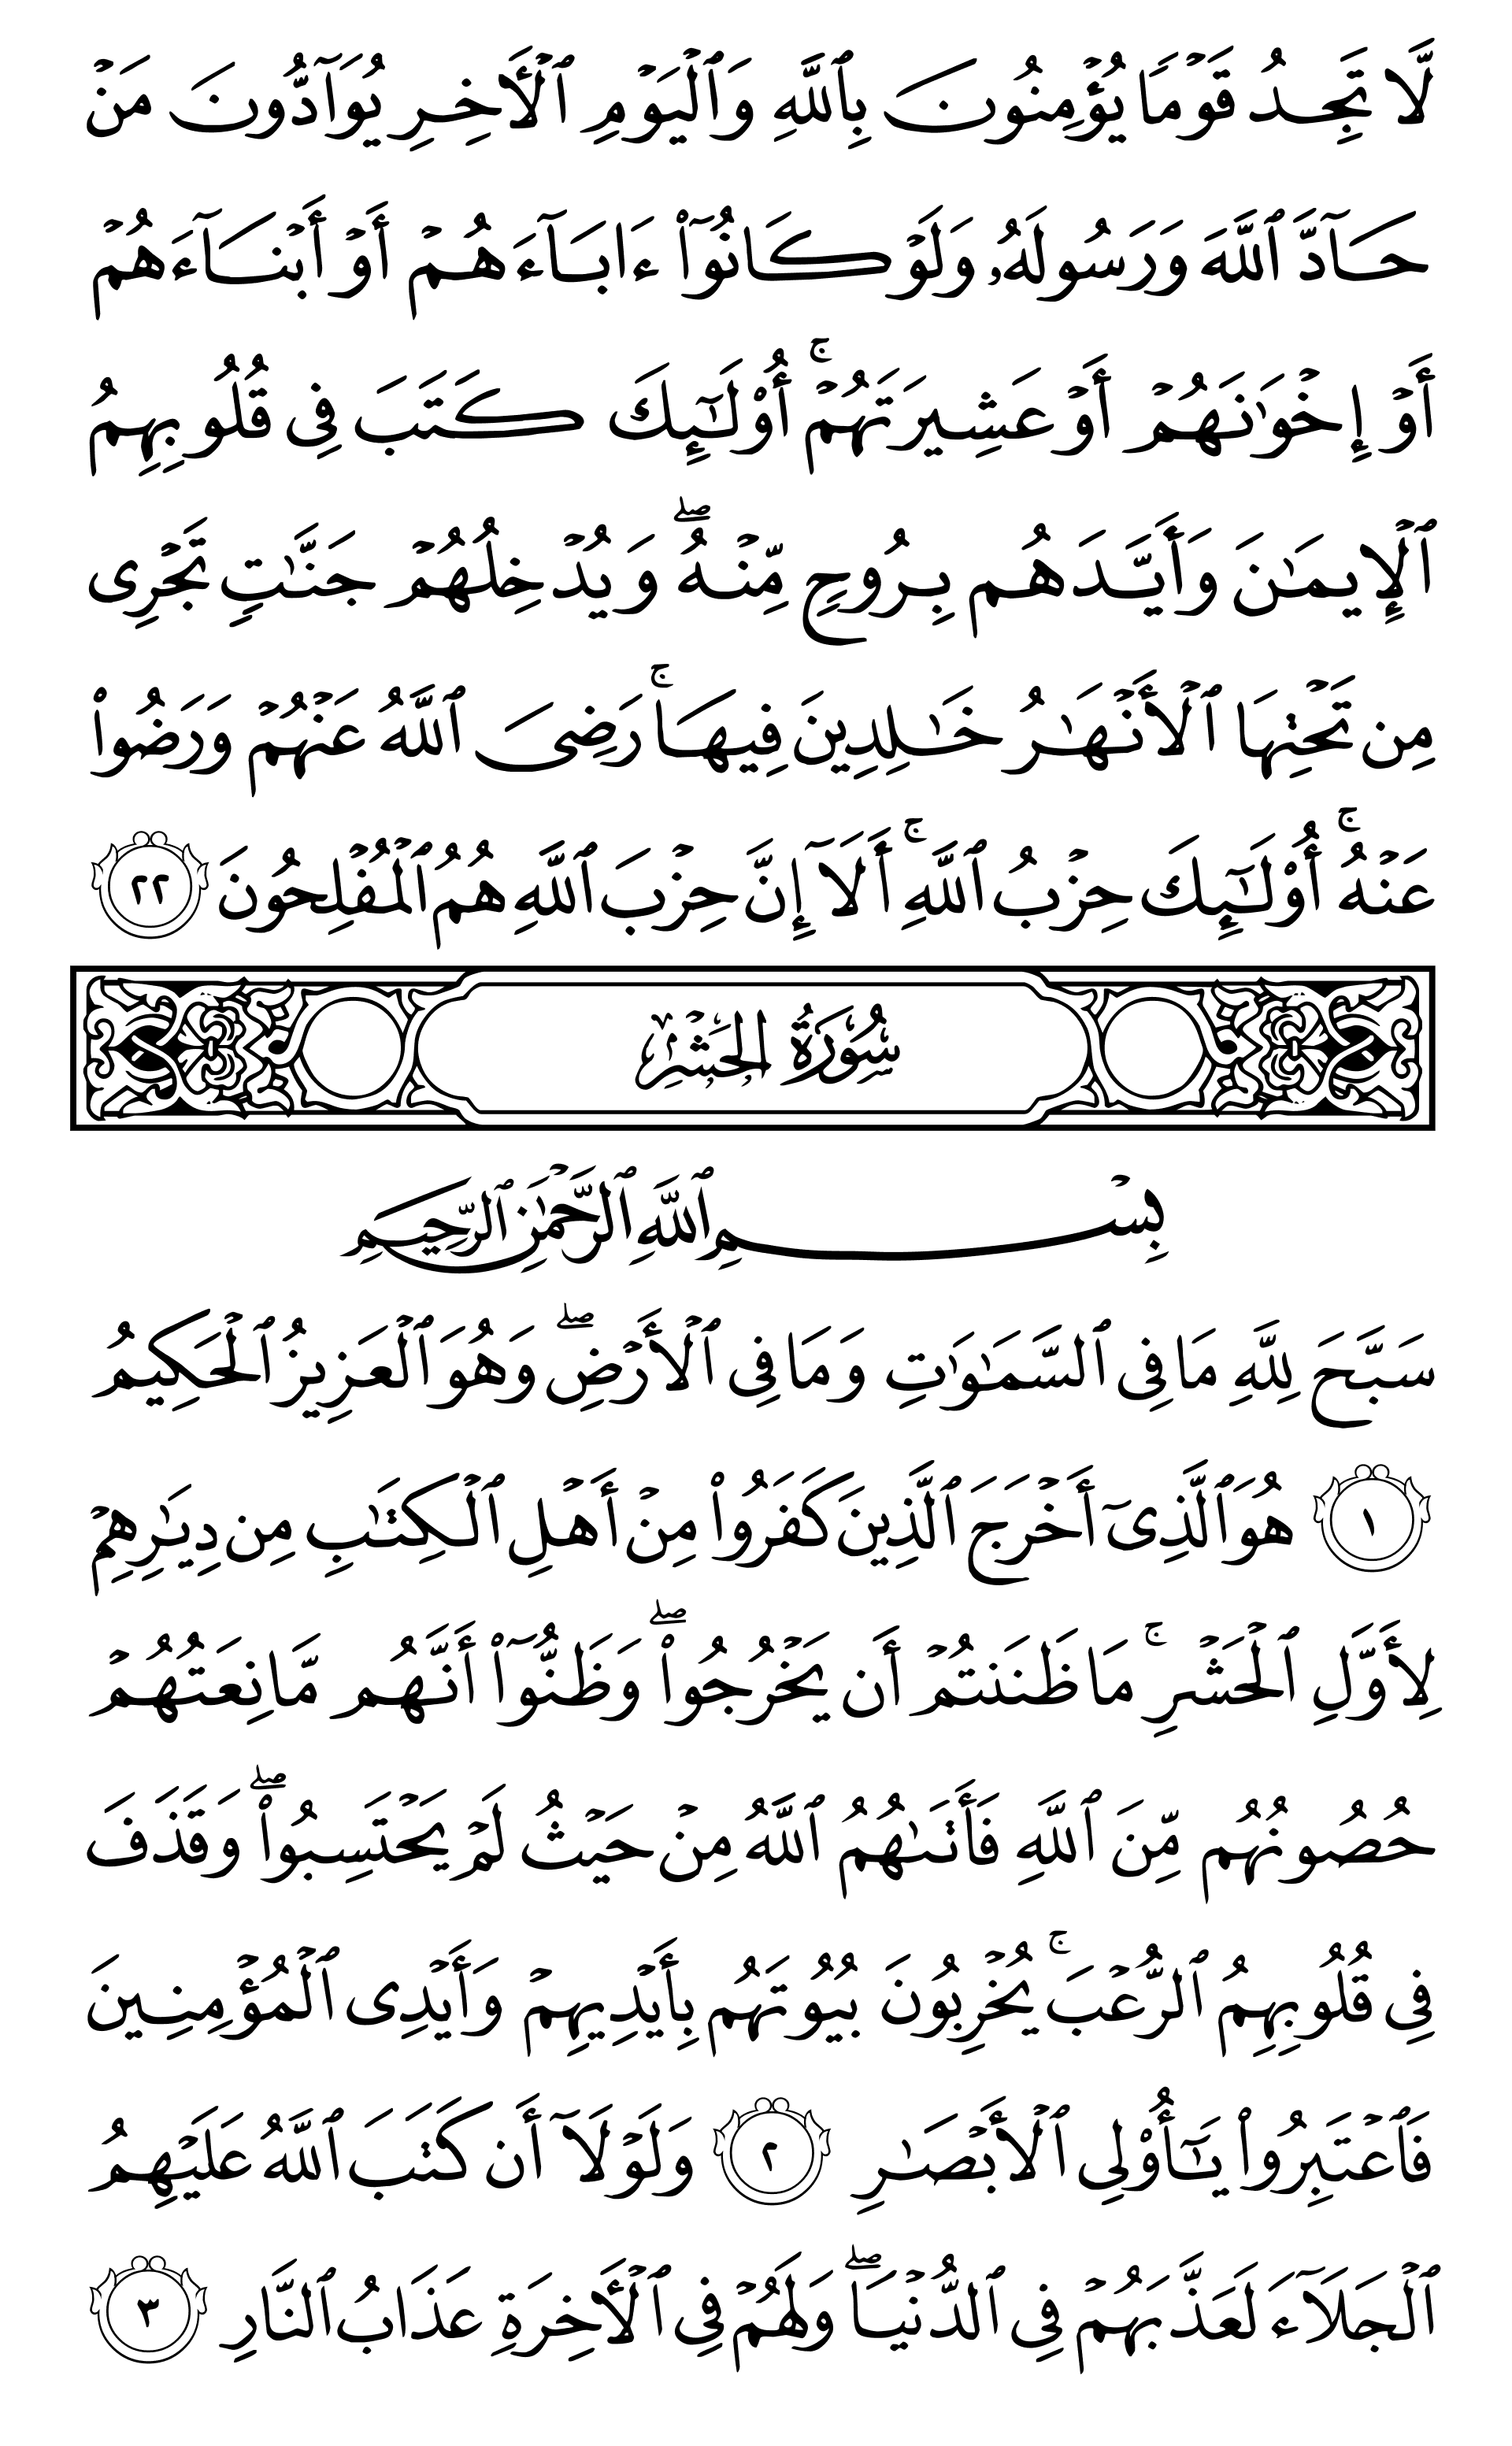 لَّا تَجِدُ قَوْمًا يُؤْمِنُونَ بِٱللَّهِ وَٱلْيَوْمِ ٱلْـَٔاخِرِ يُوَآدُّونَ مَنْ
حَآدَّ ٱللَّهَ وَرَسُولَهُۥ وَلَوْ كَانُوٓا۟ ءَابَآءَهُمْ أَوْ أَبْنَآءَهُمْ
أَوْ إِخْوَٰنَهُمْ أَوْ عَشِيرَتَهُمْ ۚ أُو۟لَـٰٓئِكَ كَتَبَ فِى قُلُوبِهِمُ
ٱلْإِيمَـٰنَ وَأَيَّدَهُم بِرُوحٍ مِّنْهُ ۖ وَيُدْخِلُهُمْ جَنَّـٰتٍ تَجْرِى
مِن تَحْتِهَا ٱلْأَنْهَـٰرُ خَـٰلِدِينَ فِيهَا ۚ رَضِىَ ٱللَّهُ عَنْهُمْ وَرَضُوا۟
عَنْهُ ۚ أُو۟لَـٰٓئِكَ حِزْبُ ٱللَّهِ ۚ أَلَآ إِنَّ حِزْبَ ٱللَّهِ هُمُ ٱلْمُفْلِحُونَ ٢٢
سُورَةُ الحَشْرِ
بِسْمِ ٱللَّهِ ٱلرَّحْمَـٰنِ ٱلرَّحِيمِ
سَبَّحَ لِلَّهِ مَا فِى ٱلسَّمَـٰوَٰتِ وَمَا فِى ٱلْأَرْضِ ۖ وَهُوَ ٱلْعَزِيزُ ٱلْحَكِيمُ
١ هُوَ ٱلَّذِىٓ أَخْرَجَ ٱلَّذِينَ كَفَرُوا۟ مِنْ أَهْلِ ٱلْكِتَـٰبِ مِن دِيَـٰرِهِمْ
لِأَوَّلِ ٱلْحَشْرِ ۚ مَا ظَنَنتُمْ أَن يَخْرُجُوا۟ ۖ وَظَنُّوٓا۟ أَنَّهُم مَّانِعَتُهُمْ
حُصُونُهُم مِّنَ ٱللَّهِ فَأَتَىٰهُمُ ٱللَّهُ مِنْ حَيْثُ لَمْ يَحْتَسِبُوا۟ ۖ وَقَذَفَ
فِى قُلُوبِهِمُ ٱلرُّعْبَ ۚ يُخْرِبُونَ بُيُوتَهُم بِأَيْدِيهِمْ وَأَيْدِى ٱلْمُؤْمِنِينَ
فَٱعْتَبِرُوا۟ يَـٰٓأُو۟لِى ٱلْأَبْصَـٰرِ ٢ وَلَوْلَآ أَن كَتَبَ ٱللَّهُ عَلَيْهِمُ
ٱلْجَلَآءَ لَعَذَّبَهُمْ فِى ٱلدُّنْيَا ۖ وَلَهُمْ فِى ٱلْـَٔاخِرَةِ عَذَابُ ٱلنَّارِ ٣